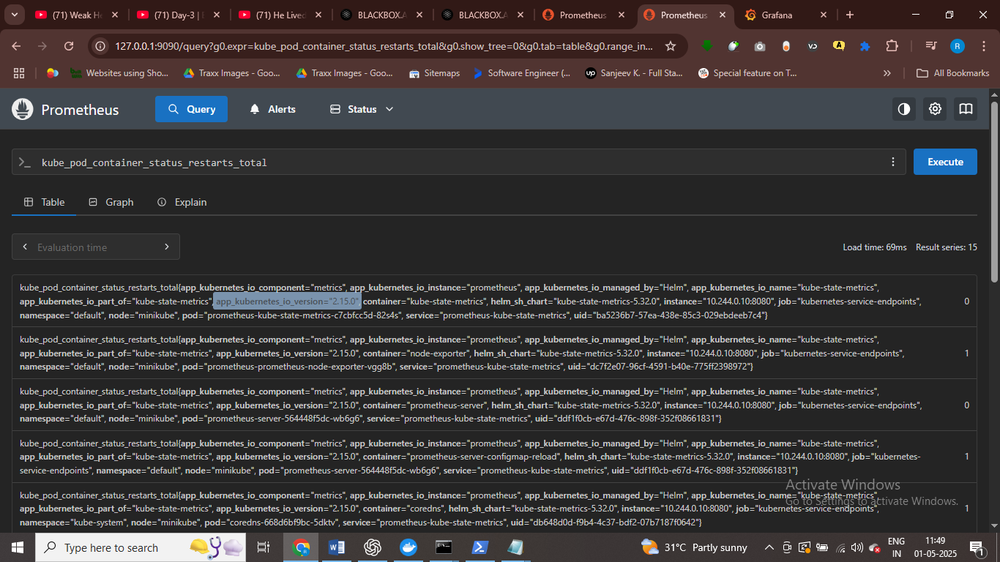 (71) Weak He
(71) Day-3 | E
(71) He Lived
BLACKBOX.A
BLACKBOX.A
Prometheus
Prometheus
Grafana
127.0.0.1:9090/query?g0.expr=kube_pod_container_status_restarts_total&g0.show_tree=0&g0.tab=table&g0.range_in...
R
Websites using Sho...
Traxx Images - Goo...
Traxx Images - Goo...
Sitemaps
Software Engineer (...
up
Sanjeev K. - Full Sta...
Special feature on T...
All Bookmarks
Prometheus
Query
Alerts
Status
kube_pod_container_status_restarts_total
Execute
Table
Graph
Explain
Evaluation time
Load time: 69ms Result series: 15
kube_pod_container_status_restarts_total{app_kubernetes_io_component="metrics", app_kubernetes_io_instance="prometheus", app_kubernetes_io_managed_by="Helm", app_kubernetes_io_name="kube-state-metrics",
app_kubernetes_io_part_of="kube-state-metrics", app_kubernetes_io_version="2.15.0", container="kube-state-metrics", helm_sh_chart="kube-state-metrics-5.32.0", instance="10.244.0.10:8080", job="kubernetes-service-endpoints", 0
namespace="default", node="minikube", pod="prometheus-kube-state-metrics-c7cbfcc5d-82s4s", service="prometheus-kube-state-metrics", uid="ba5236b7-57ea-438e-85c3-029ebdeeb7c4"}
kube_pod_container_status_restarts_total{app_kubernetes_io_component="metrics", app_kubernetes_io_instance="prometheus", app_kubernetes_io_managed_by="Helm", app_kubernetes_io_name="kube-state-metrics",
app_kubernetes_io_part_of="kube-state-metrics", app_kubernetes_io_version="2.15.0", container="node-exporter", helm_sh_chart="kube-state-metrics-5.32.0", instance="10.244.0.10:8080", job="kubernetes-service-endpoints", 1
namespace="default", node="minikube", pod="prometheus-prometheus-node-exporter-vgg8b", service="prometheus-kube-state-metrics", uid="dc7f2e07-96cf-4591-b40e-775ff2398972"}
kube_pod_container_status_restarts_total{app_kubernetes_io_component="metrics", app_kubernetes_io_instance="prometheus", app_kubernetes_io_managed_by="Helm", app_kubernetes_io_name="kube-state-metrics",
app_kubernetes_io_part_of="kube-state-metrics", app_kubernetes_io_version="2.15.0", container="prometheus-server", helm_sh_chart="kube-state-metrics-5.32.0", instance="10.244.0.10:8080", job="kubernetes-service-endpoints", 0
namespace="default", node="minikube", pod="prometheus-server-564448f5dc-wb6g6", service="prometheus-kube-state-metrics", uid="ddf1f0cb-e67d-476c-898f-352f08661831"}
kube_pod_container_status_restarts_total{app_kubernetes_io_component="metrics", app_kubernetes_io_instance="prometheus", app_kubernetes_io_managed_by="Helm", app_kubernetes_io_name="kube-state-metrics",
app_kubernetes_io_part_of="kube-state-metrics", app_kubernetes_io_version="2.15.0", container="prometheus-server-configmap-reload", helm_sh_chart="kube-state-metrics-5.32.0", instance="10.244.0.10:8080", job="kubernetes- 1
service-endpoints", namespace="default", node="minikube", pod="prometheus-server-564448f5dc-wb6g6", service="prometheus-kube-state-metrics", uid="ddf1f0cb-e67d-476c-898f-352f08661831"}
kube_pod_container_status_restarts_total{app_kubernetes_io_component="metrics", app_kubernetes_io_instance="prometheus", app_kubernetes_io_managed_by="Helm", app_kubernetes_io_name="kube-state-metrics",
app_kubernetes_io_part_of="kube-state-metrics", app_kubernetes_io_version="2.15.0", container="coredns", helm_sh_chart="kube-state-metrics-5.32.0", instance="10.244.0.10:8080", job="kubernetes-service-endpoints", 1
namespace="kube-system", node="minikube", pod="coredns-668d6bf9bc-5dktv", service="prometheus-kube-state-metrics", uid="db648d0d-f9b4-4c37-bdf2-07b7187f0642"}
Activate Windows
Go to Settings to activate Windows.
Type here to search
31°C Partly sunny
ENG
IN
11:49
01-05-2025
1